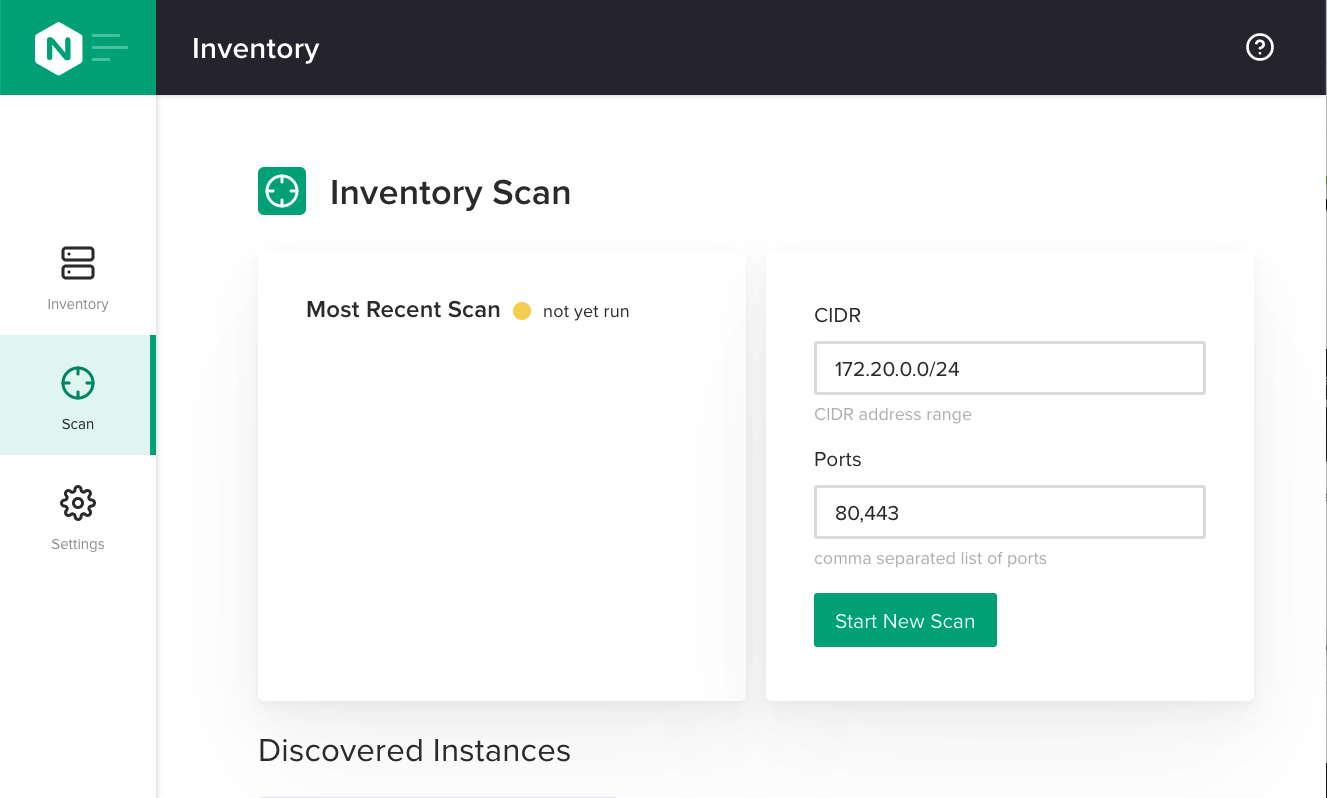 N
Inventory
Inventory
Scan
Settings
Inventory Scan
Most Recent Scan
not yet run
CIDR
172.20.0.0/24
CIDR address range
Ports
80,443
comma separated list of ports
Start New Scan
Discovered Instances